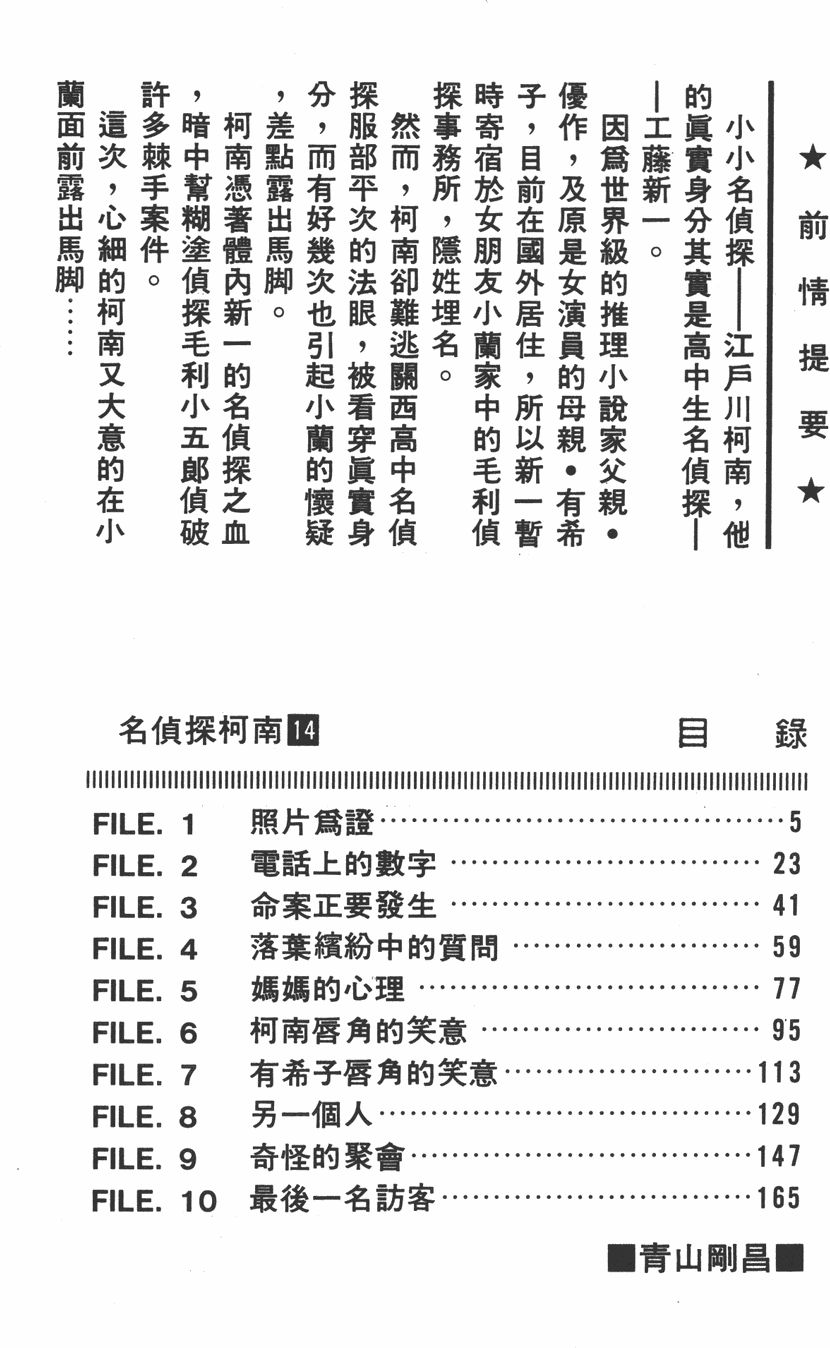 ★前情提要★
小小名偵探——江戶川柯南，他
的眞實身分其實是高中生名偵探—
—工藤新一。
因爲世界級的推理小說家父親•
優作，及原是女演員的母親•有希
子，目前在國外居住，所以新一暫
時寄宿於女朋友小蘭家中的毛利偵
探事務所，隱姓埋名。
然而，柯南卻難逃關西高中名偵
探服部平次的法眼，被看穿眞實身
分，而有好幾次也引起小蘭的懷疑
，差點露出馬脚。
柯南憑著體內新一的名偵探之血
，暗中幫糊塗偵探毛利小五郎偵破
許多棘手案件。
這次，心細的柯南又大意的在小
蘭面前露出馬脚……
名偵探柯南14 目 錄
FILE. 1 照片爲證…………………………………5
FILE. 2 電話上的數字…………………………23
FILE. 3 命案正要發生…………………………41
FILE. 4 落葉繽紛中的質問……………………59
FILE. 5 媽媽的心理……………………………77
FILE. 6 柯南唇角的笑意………………………95
FILE. 7 有希子唇角的笑意……………………113
FILE. 8 另一個人………………………………129
FILE. 9 奇怪的聚會……………………………147
FILE. 10 最後一名訪客…………………………165
■青山剛昌■